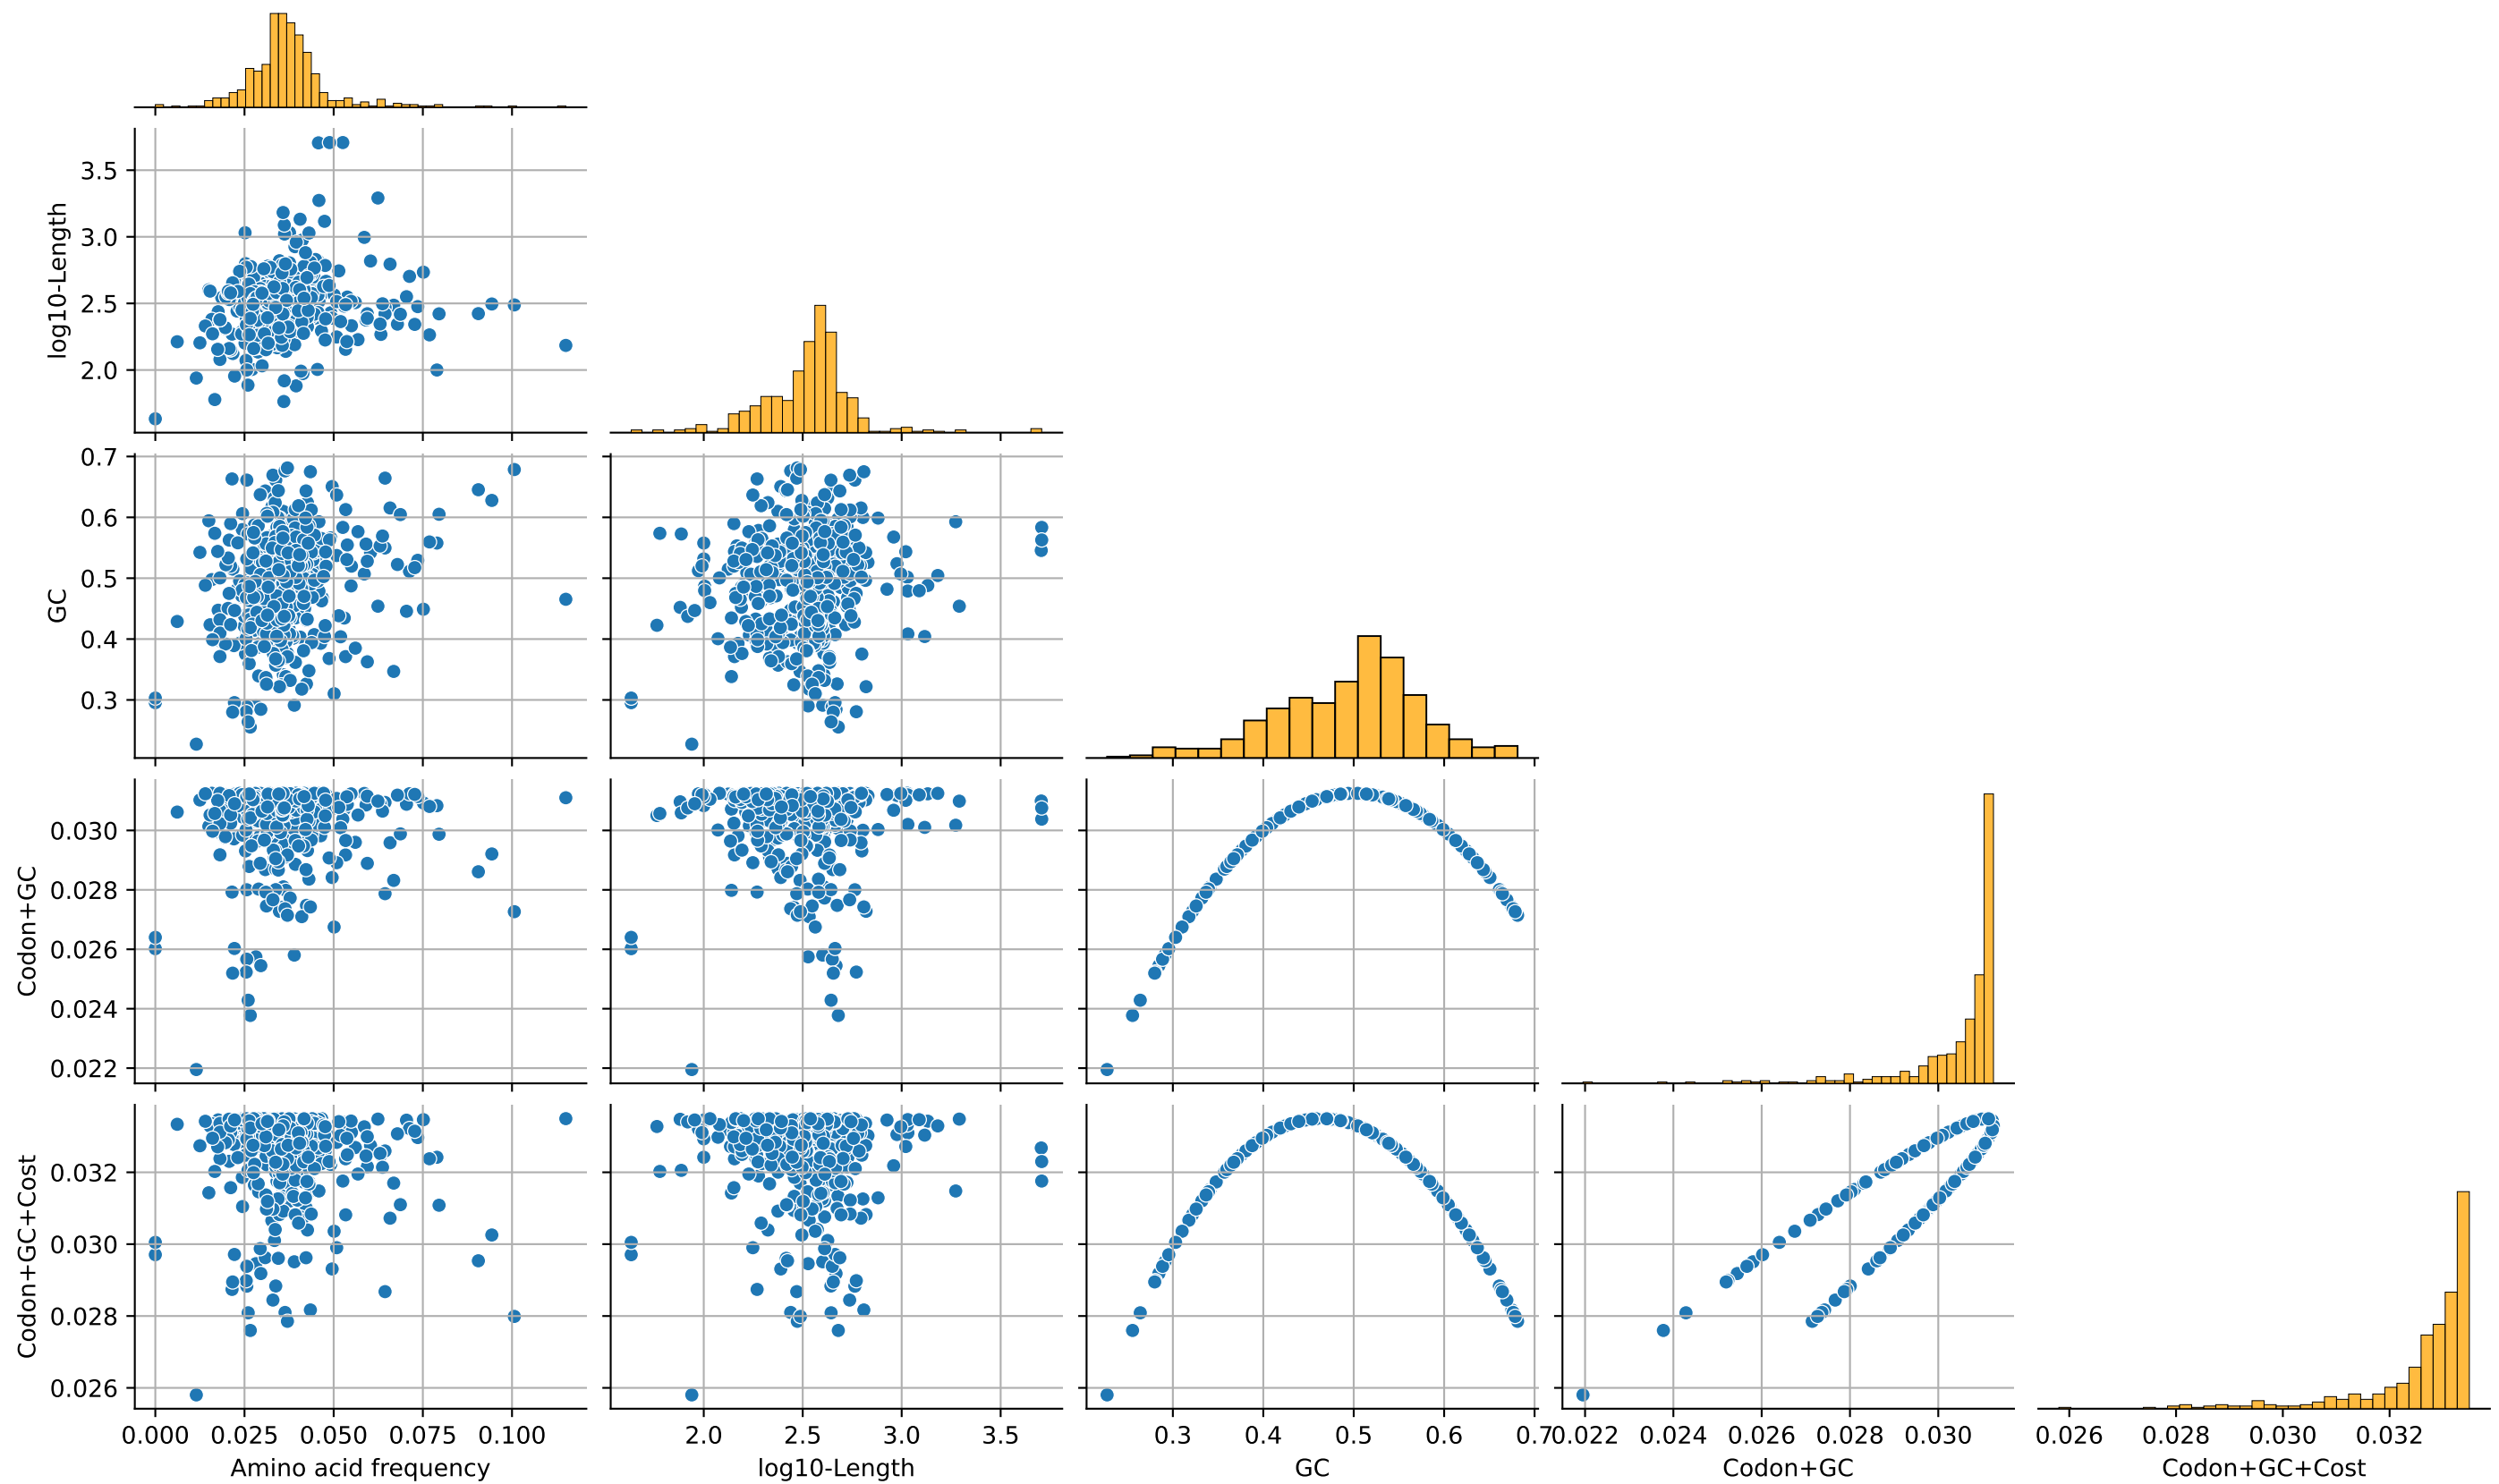 3.5
3.0
2.5
2.0
log10-Length
0.7
0.6
0.5
0.4
0.3
GC
0.030
0.028
0.026
0.024
0.022
Codon+GC
0.032
0.030
0.028
0.026
Codon+GC+Cost
0.000 0.025 0.050 0.075 0.100
Amino acid frequency
2.0 2.5 3.0 3.5
log10-Length
0.3 0.4 0.5 0.6 0.7
GC
0.022 0.024 0.026 0.028 0.030
Codon+GC
0.026 0.028 0.030 0.032
Codon+GC+Cost